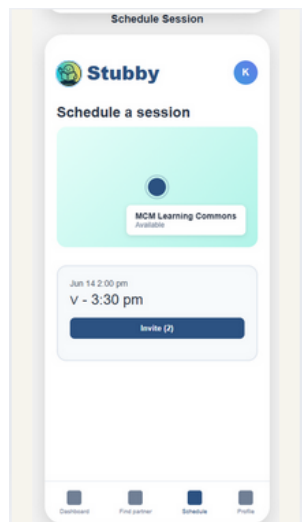 Schedule Session
Stubby
K
Schedule a session
MCM Learning Commons
Available
Jun 14 2:00 pm
V - 3:30 pm
Invite (2)
Dashboard
Find partner
Schedule
Profile